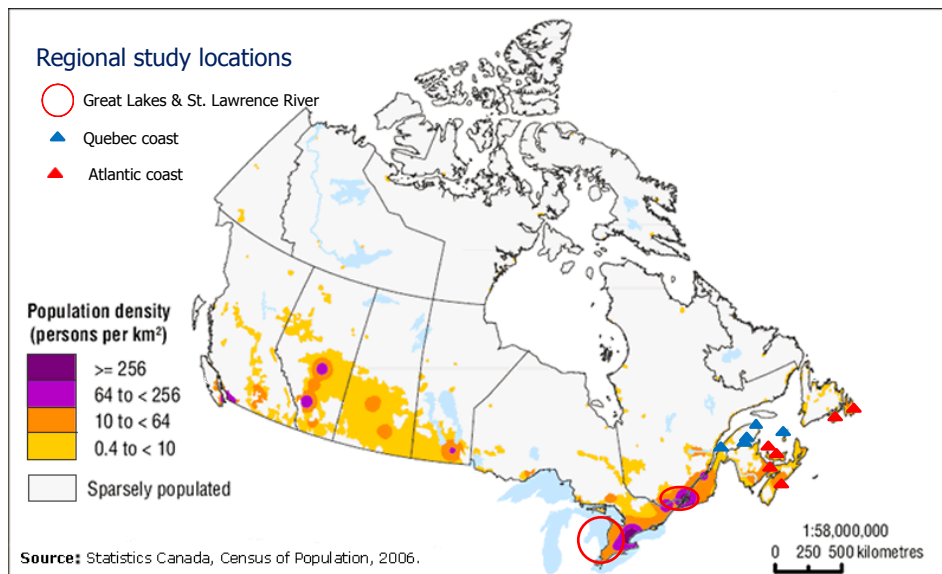 Regional study locations
Great Lakes & St. Lawrence River
Quebec coast
Atlantic coast
Population density
(persons per km²)
>= 256
64 to < 256
10 to < 64
0.4 to < 10
Sparsely populated
1:58,000,000
0 250 500 kilometres
Source: Statistics Canada, Census of Population, 2006.